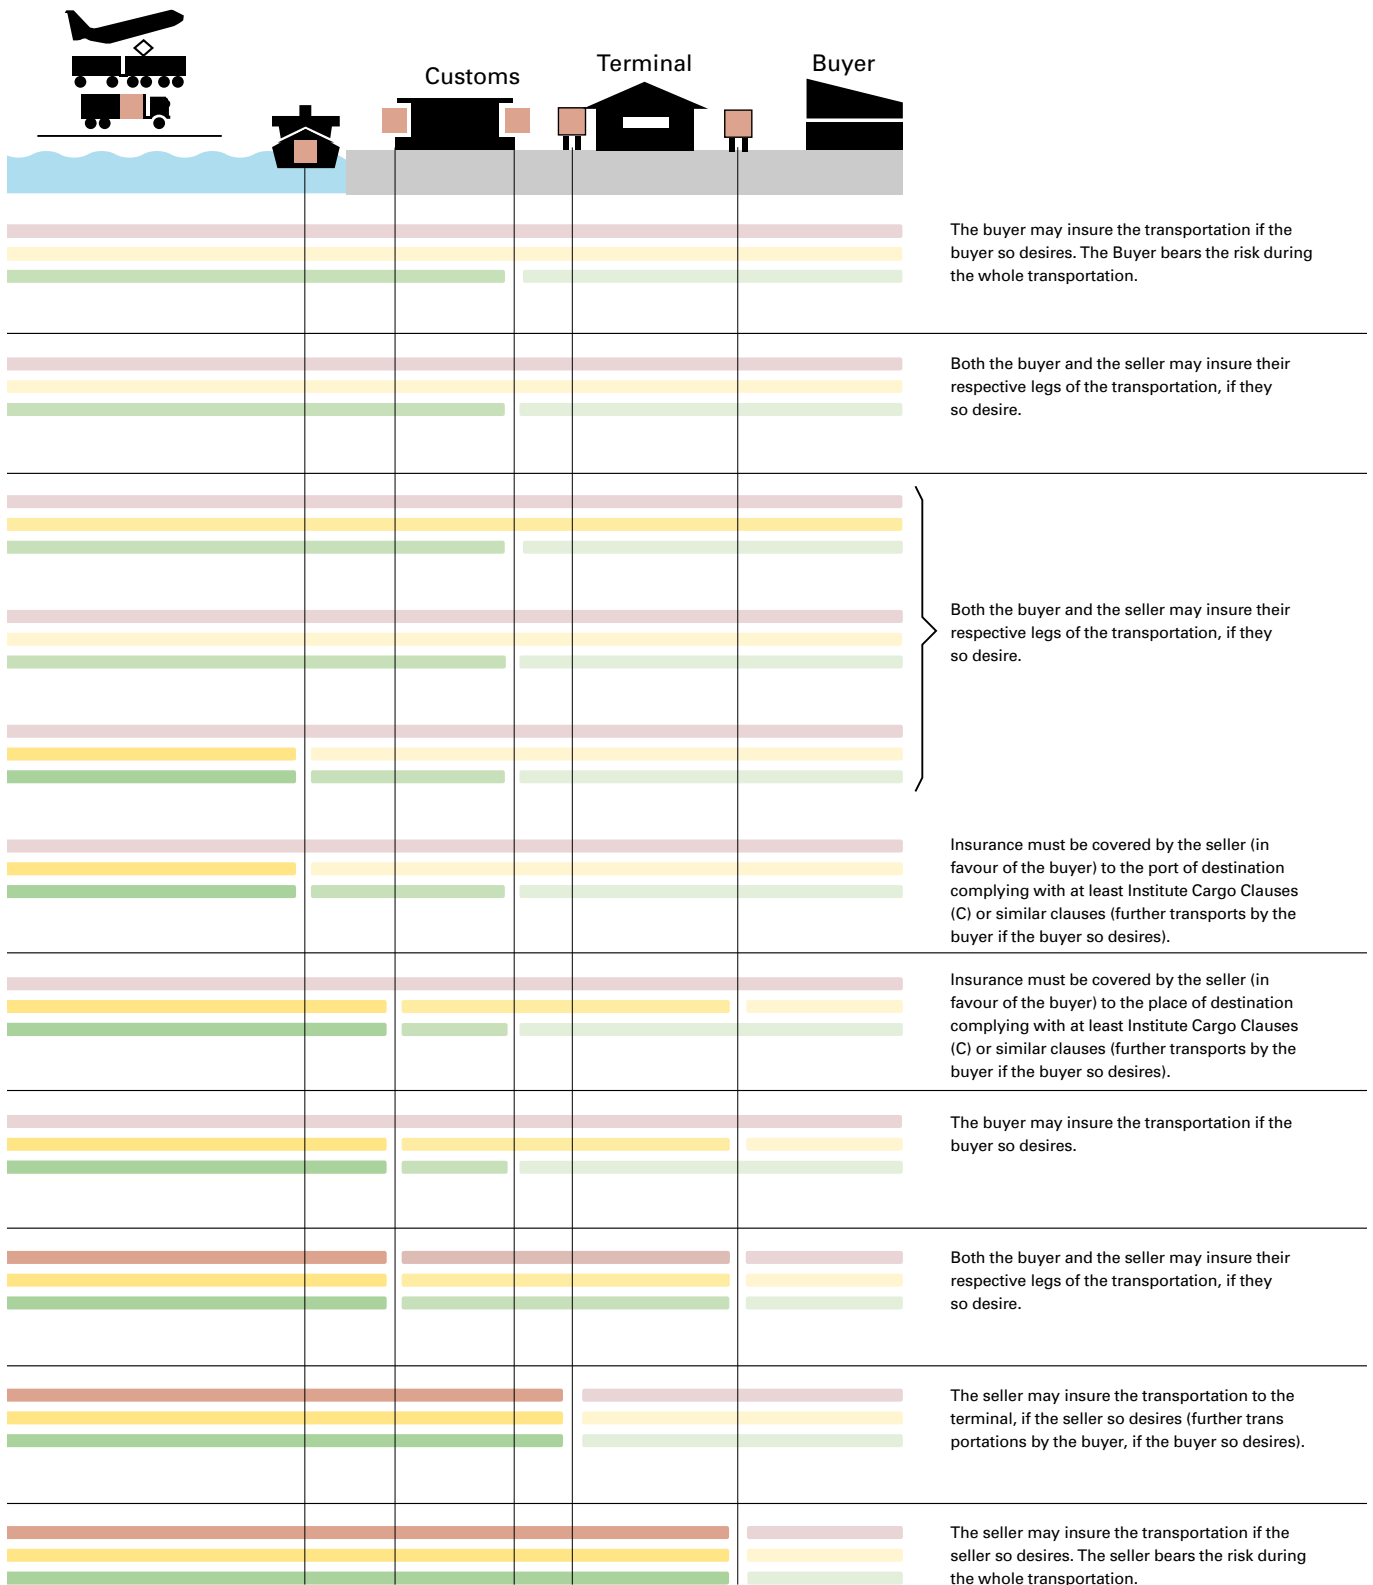 Customs
Terminal
Buyer
The buyer may insure the transportation if the
buyer so desires. The Buyer bears the risk during
the whole transportation.
Both the buyer and the seller may insure their
respective legs of the transportation, if they
so desire.
Both the buyer and the seller may insure their
respective legs of the transportation, if they
so desire.
Insurance must be covered by the seller (in
favour of the buyer) to the port of destination
complying with at least Institute Cargo Clauses
(C) or similar clauses (further transports by the
buyer if the buyer so desires).
Insurance must be covered by the seller (in
favour of the buyer) to the place of destination
complying with at least Institute Cargo Clauses
(C) or similar clauses (further transports by the
buyer if the buyer so desires).
The buyer may insure the transportation if the
buyer so desires.
Both the buyer and the seller may insure their
respective legs of the transportation, if they
so desire.
The seller may insure the transportation to the
terminal, if the seller so desires (further trans
portations by the buyer, if the buyer so desires).
The seller may insure the transportation if the
seller so desires. The seller bears the risk during
the whole transportation.